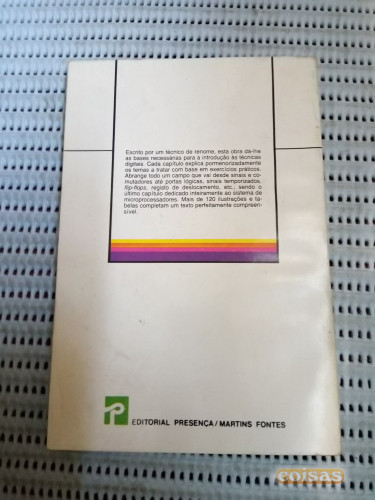 Escrito por um técnico de renome, esta obra dá-lhe
as bases necessárias para a introdução às técnicas
digitais. Cada capítulo explica pormenorizadamente
os temas a tratar com base em exercícios práticos.
Abrange todo um campo que vai desde sinais e co-
mutadores até portas lógicas, sinais temporizados,
flip-flops, registo de deslocamento, etc., sendo o
último capítulo dedicado inteiramente ao sistema de
microprocessadores. Mais de 120 ilustrações e ta-
belas completam um texto perfeitamente compreen-
sível.
EDITORIAL PRESENÇA/MARTINS FONTES
coisas